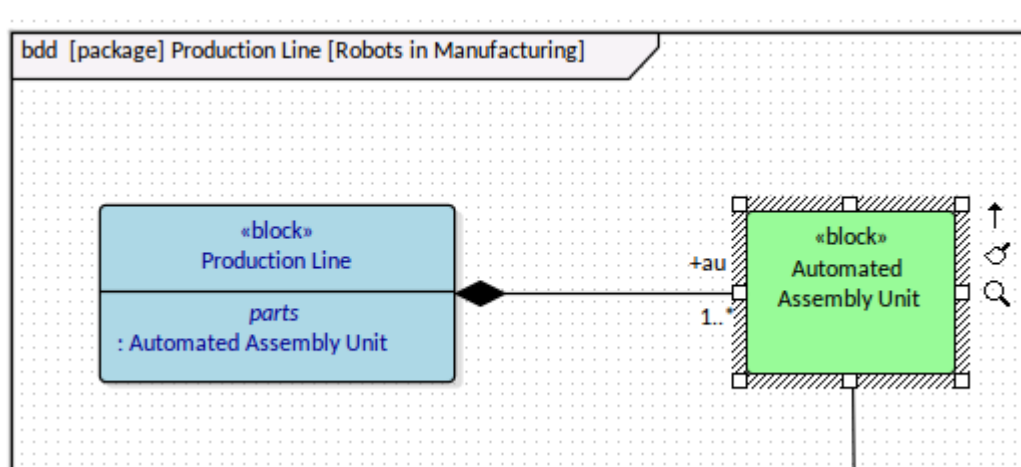 bdd [package] Production Line [Robots in Manufacturing]
«block»
Production Line
parts
: Automated Assembly Unit
+au
1..*
«block»
Automated
Assembly Unit